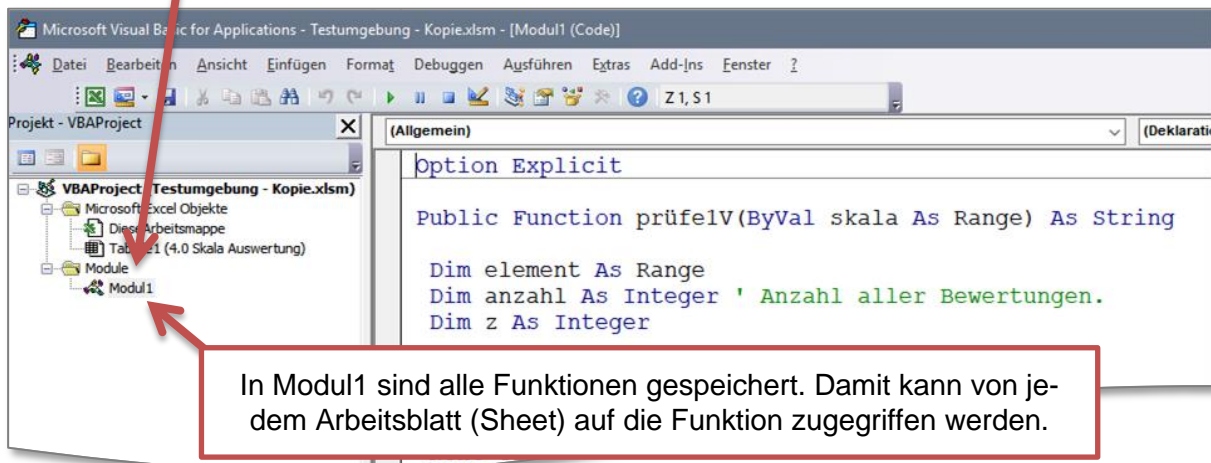 Microsoft Visual Basic for Applications - Testumgebung - Kopie.xlsm - [Modul1 (Code)]
Datei Bearbeiten Ansicht Einfügen Format Debuggen Ausführen Extras Add-Ins Fenster ?
Z 1, S 1
Projekt - VBAProject
(Allgemein)
(Deklarati
VBAProject (Testumgebung - Kopie.xlsm)
Microsoft Excel Objekte
DieseArbeitsmappe
Tabelle1 (4.0 Skala Auswertung)
Module
Modul1
Option Explicit
Public Function prüfe1V(ByVal skala As Range) As String
Dim element As Range
Dim anzahl As Integer ' Anzahl aller Bewertungen.
Dim z As Integer
In Modul1 sind alle Funktionen gespeichert. Damit kann von je-
dem Arbeitsblatt (Sheet) auf die Funktion zugegriffen werden.